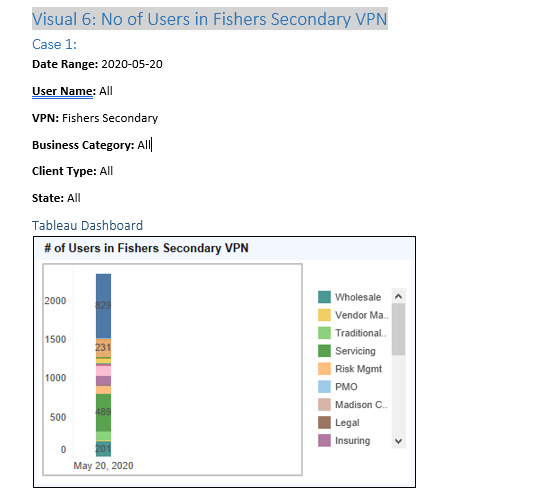 Visual 6: No of Users in Fishers Secondary VPN
Case 1:
Date Range: 2020-05-20
User Name: All
VPN: Fishers Secondary
Business Category: All
Client Type: All
State: All
Tableau Dashboard
# of Users in Fishers Secondary VPN
2000
1500
1000
500
0
829
231
489
201
May 20, 2020
Wholesale
Vendor Ma..
Traditional..
Servicing
Risk Mgmt
PMO
Madison C..
Legal
Insuring